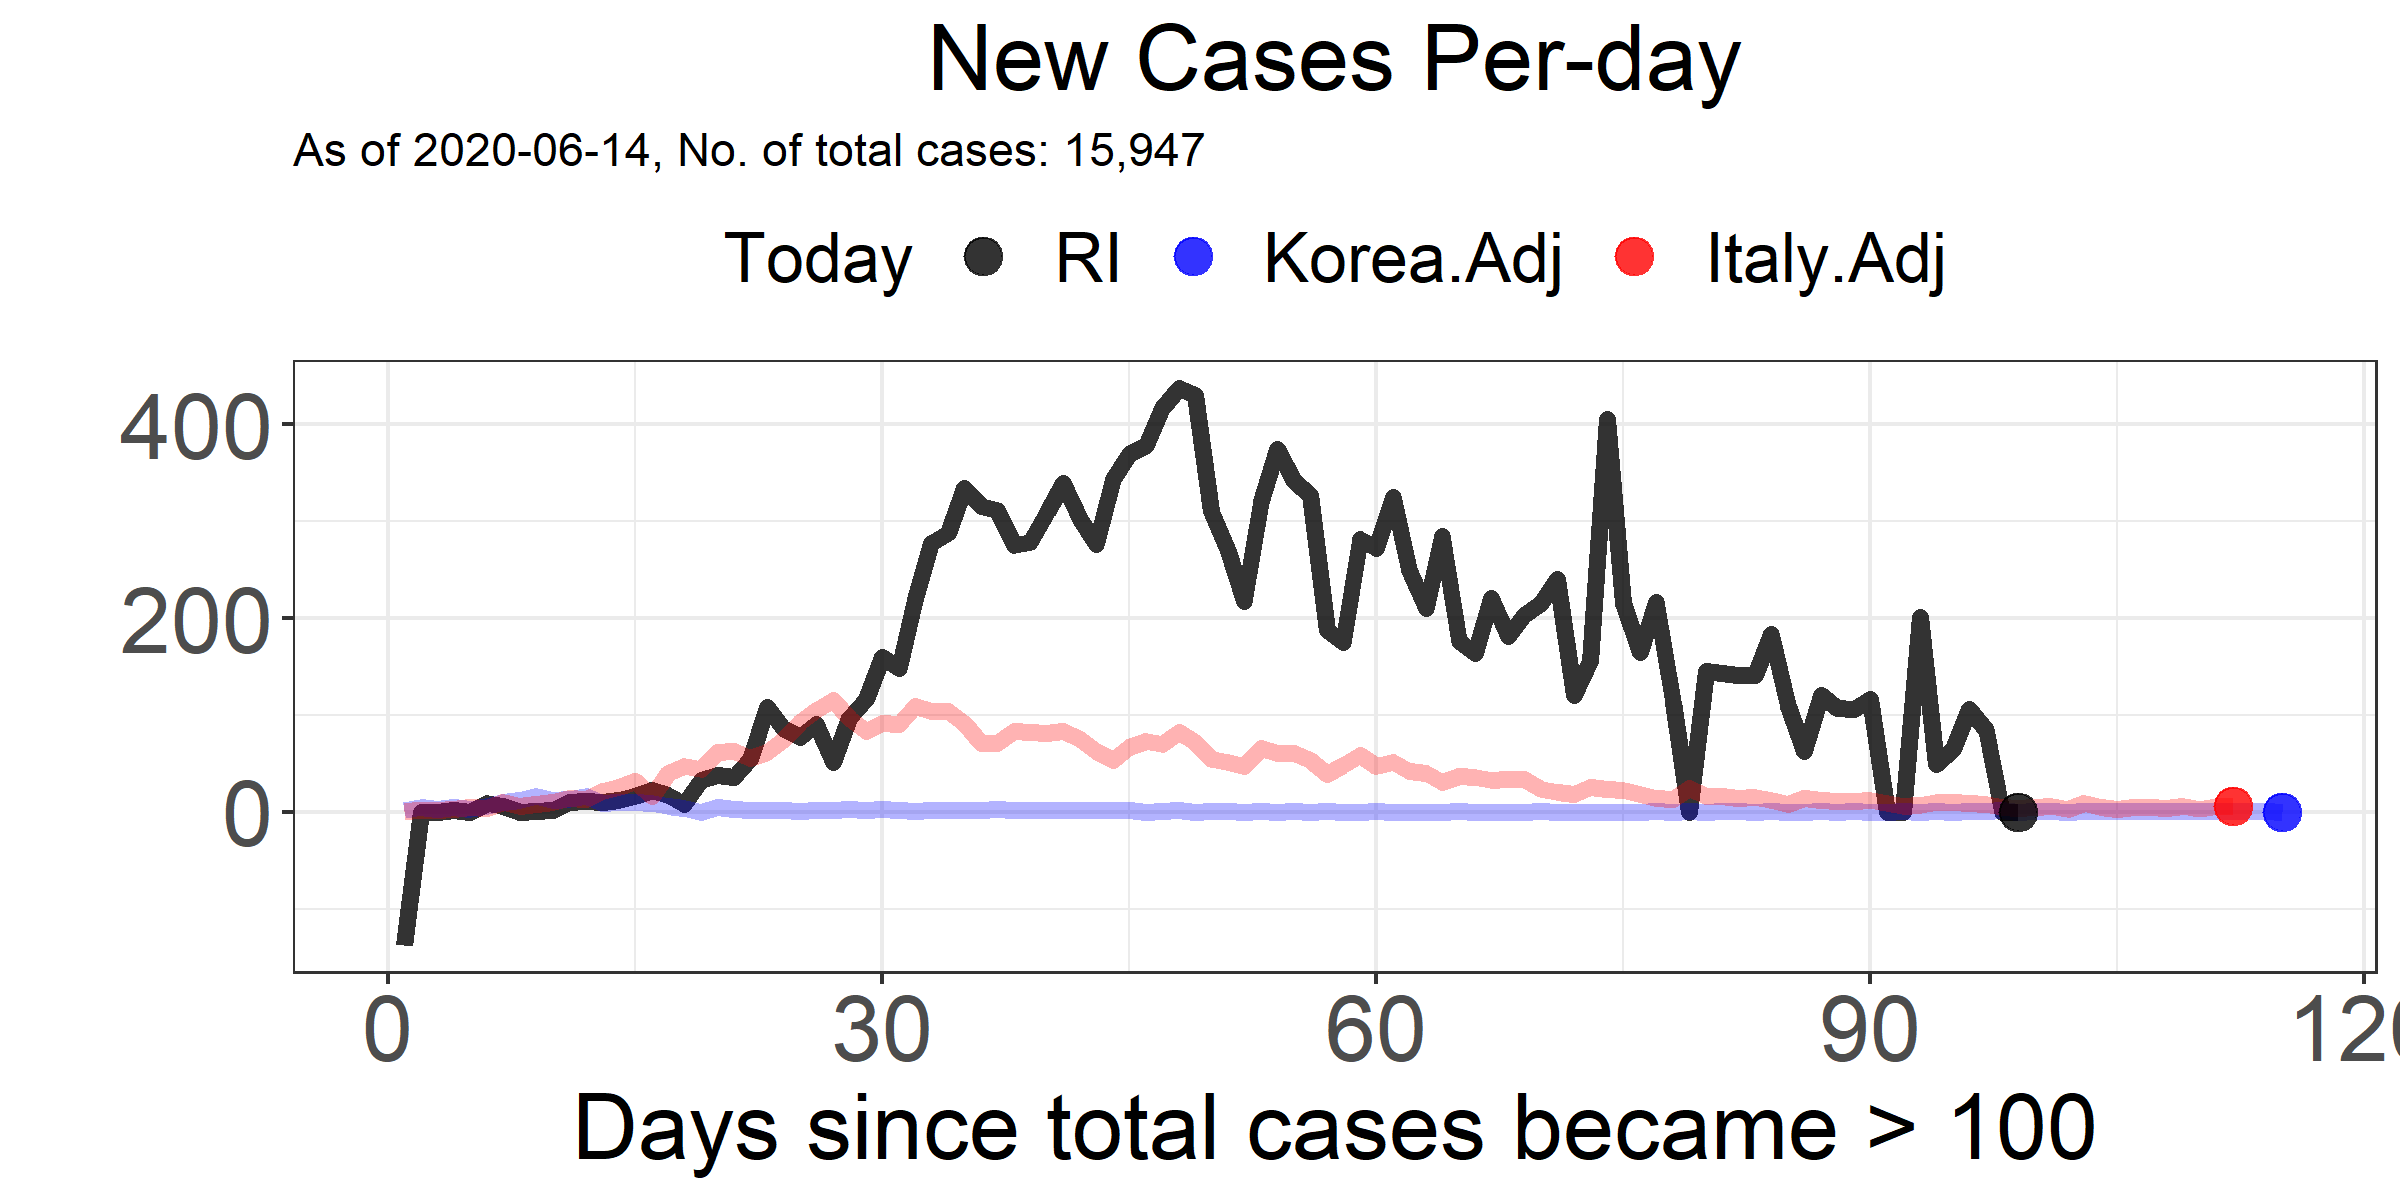 New Cases Per-day
As of 2020-06-14, No. of total cases: 15,947
Today RI Korea.Adj Italy.Adj
400
200
0
0 30 60 90 120
Days since total cases became > 100